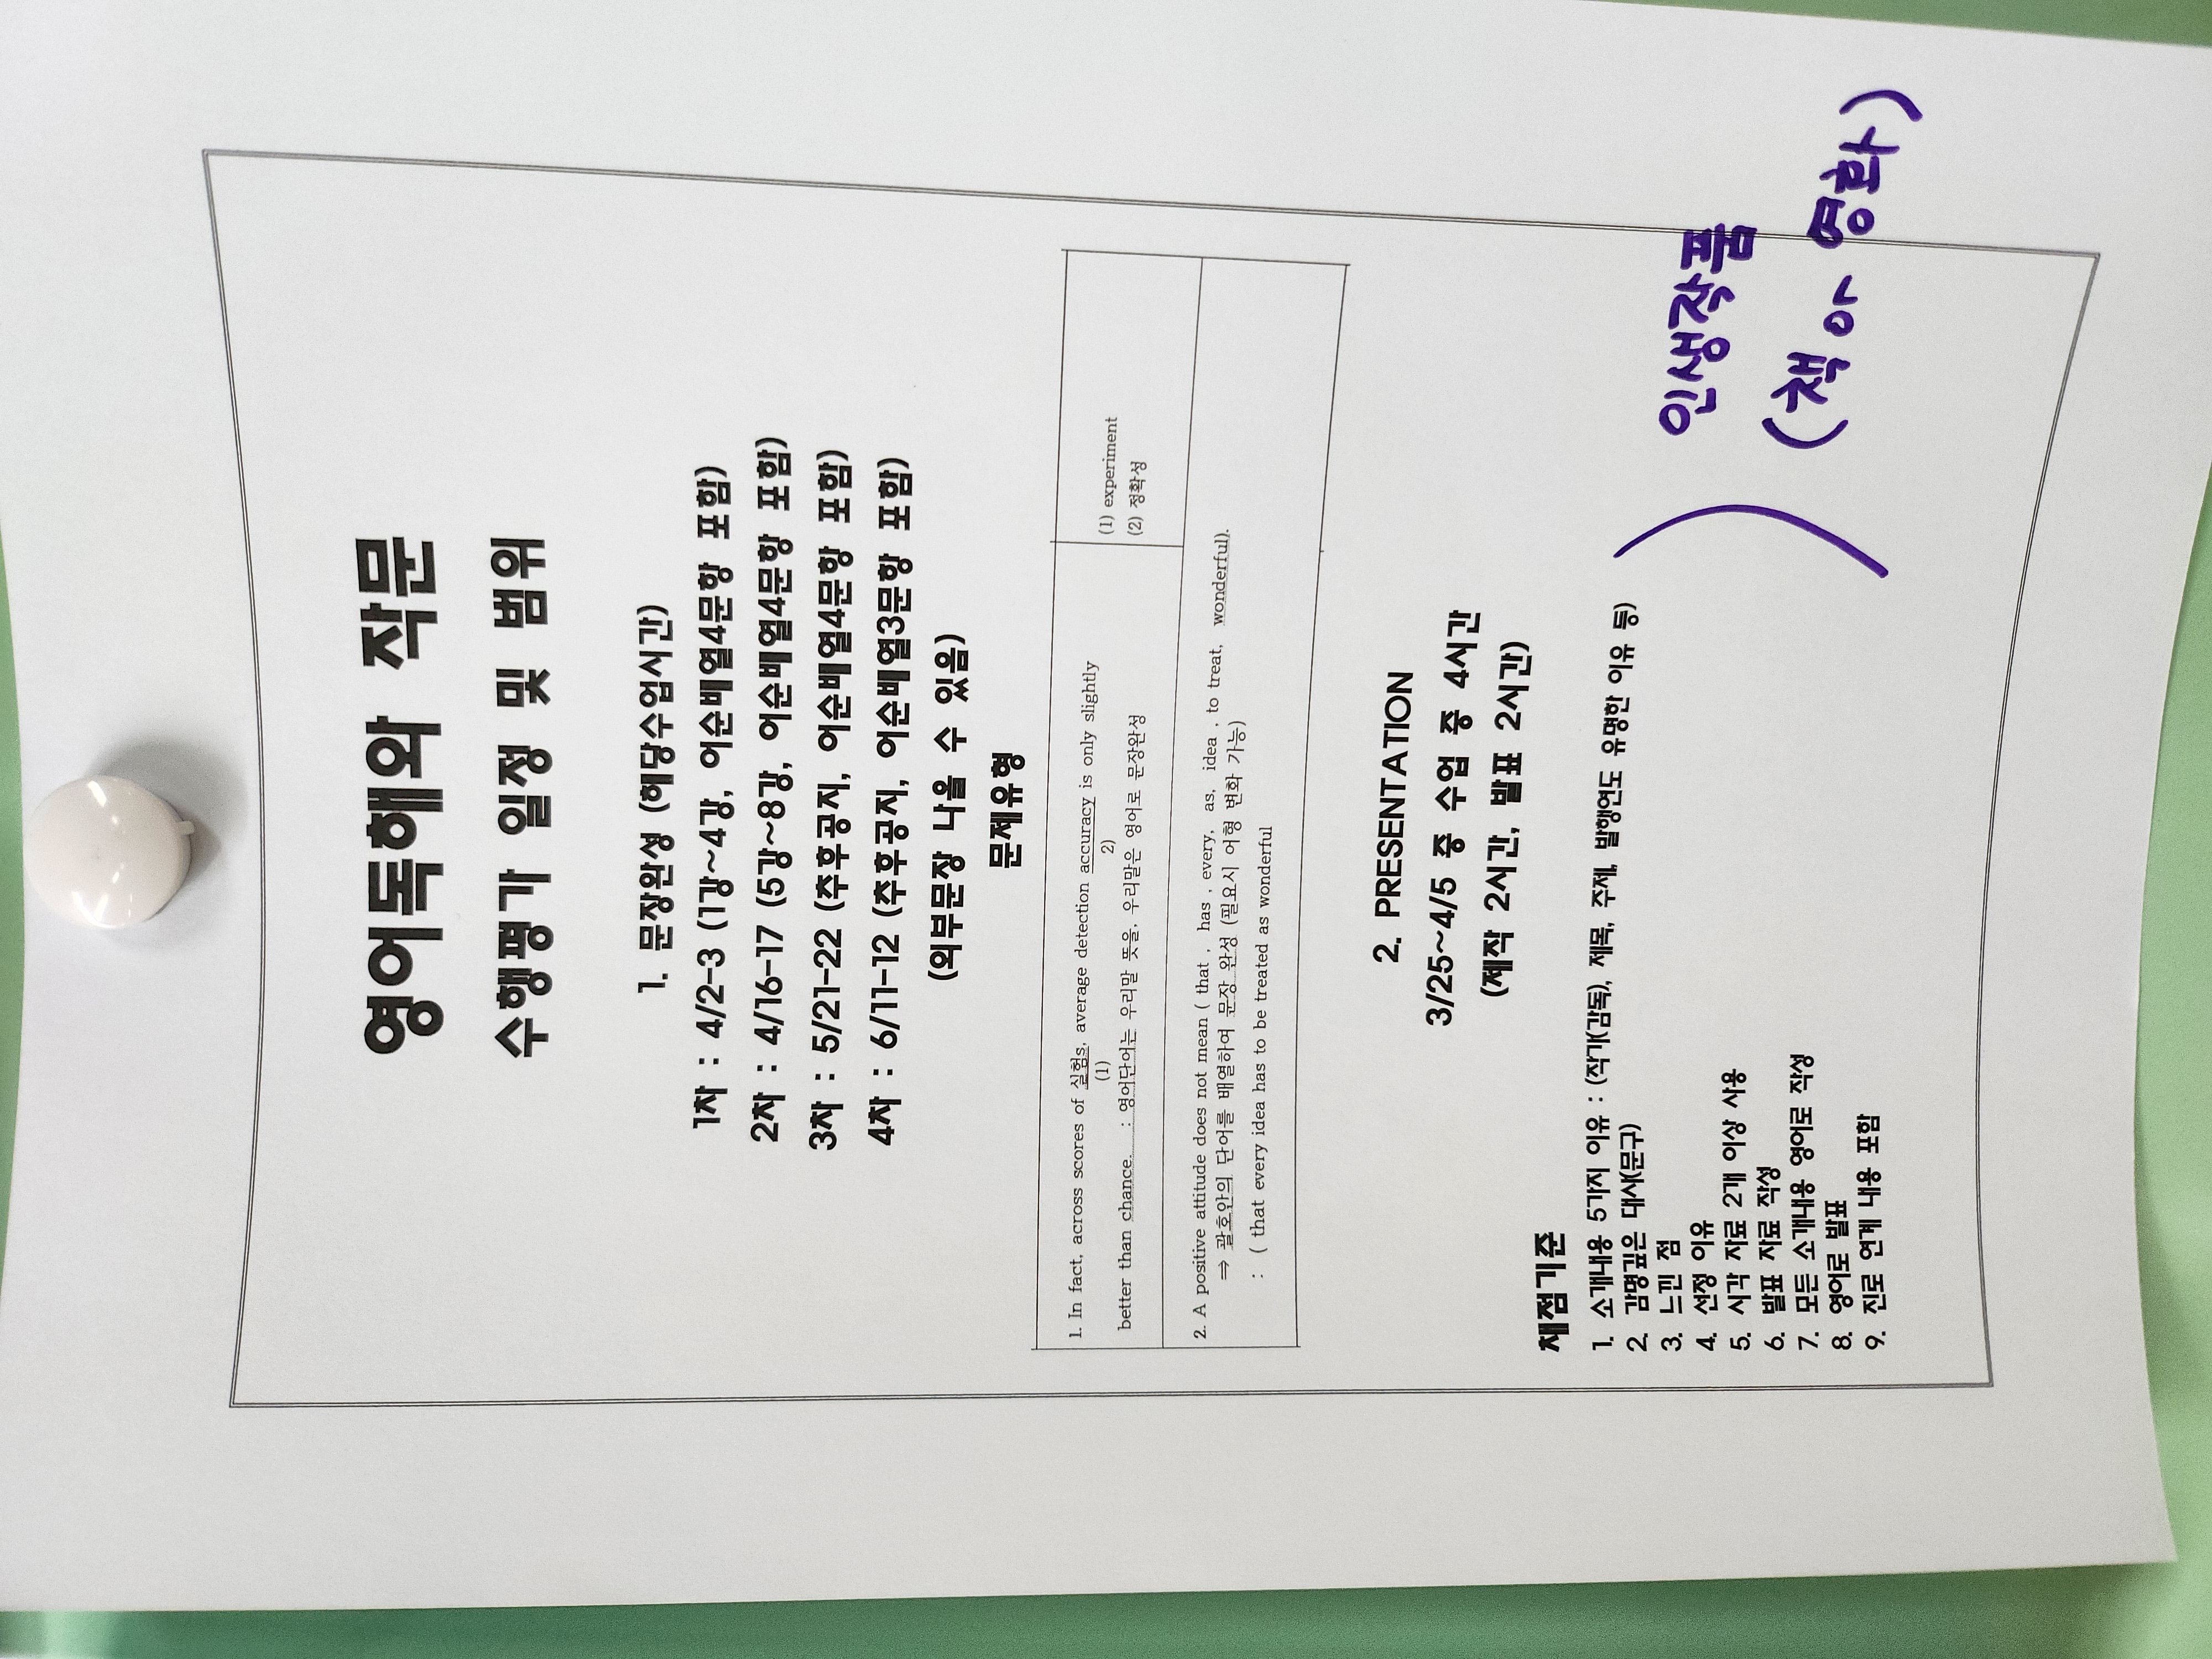 영어독해와 작문
수행평가 일정 및 범위
1. 문장완성 (해당수업시간)
1차 : 4/2-3 (1강~4강, 어순배열4문항 포함)
2차 : 4/16-17 (5강~8강, 어순배열4문항 포함)
3차 : 5/21-22 (추후공지, 어순배열4문항 포함)
4차 : 6/11-12 (추후공지, 어순배열3문항 포함)
(외부문장 나올 수 있음)
문제유형
1. In fact, across scores of 실험s, average detection accuracy is only slightly
(1) 2)
better than chance. : 영어단어는 우리말 뜻을, 우리말은 영어로 문장완성
(1) experiment
(2) 정확성
2. A positive attitude does not mean ( that , has , every, as, idea , to treat, wonderful).
⇒ 괄호안의 단어를 배열하여 문장 완성 (필요시 어형 변화 가능)
: ( that every idea has to be treated as wonderful
2. PRESENTATION
3/25~4/5 중 수업 중 4시간
(제작 2시간, 발표 2시간)
채점기준
1. 소개내용 5가지 이유 : (작가(감독), 제목, 주제, 발행연도 유명한 이유 등)
2. 감명깊은 대사(문구)
3. 느낀 점
4. 선정 이유
5. 시각 자료 2개 이상 사용
6. 발표 자료 작성
7. 모든 소개내용 영어로 작성
8. 영어로 발표
9. 진로 연계 내용 포함
인생작품
(책 or 영화)